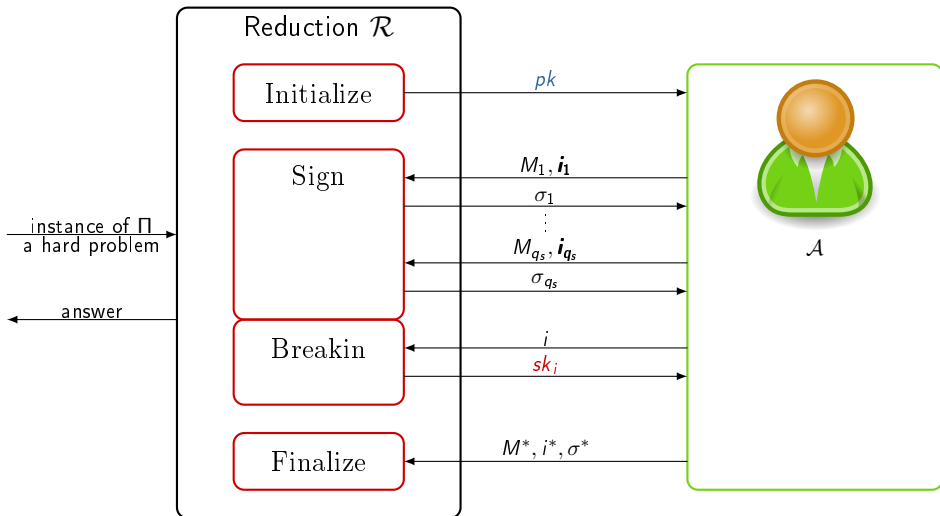 Reduction ℛ
Initialize
pk
Sign
M₁, i₁
σ₁
⋮
M_{q_s}, i_{q_s}
σ_{q_s}
instance of Π
a hard problem
answer
Breakin
i
sk_i
Finalize
M*, i*, σ*
𝒜